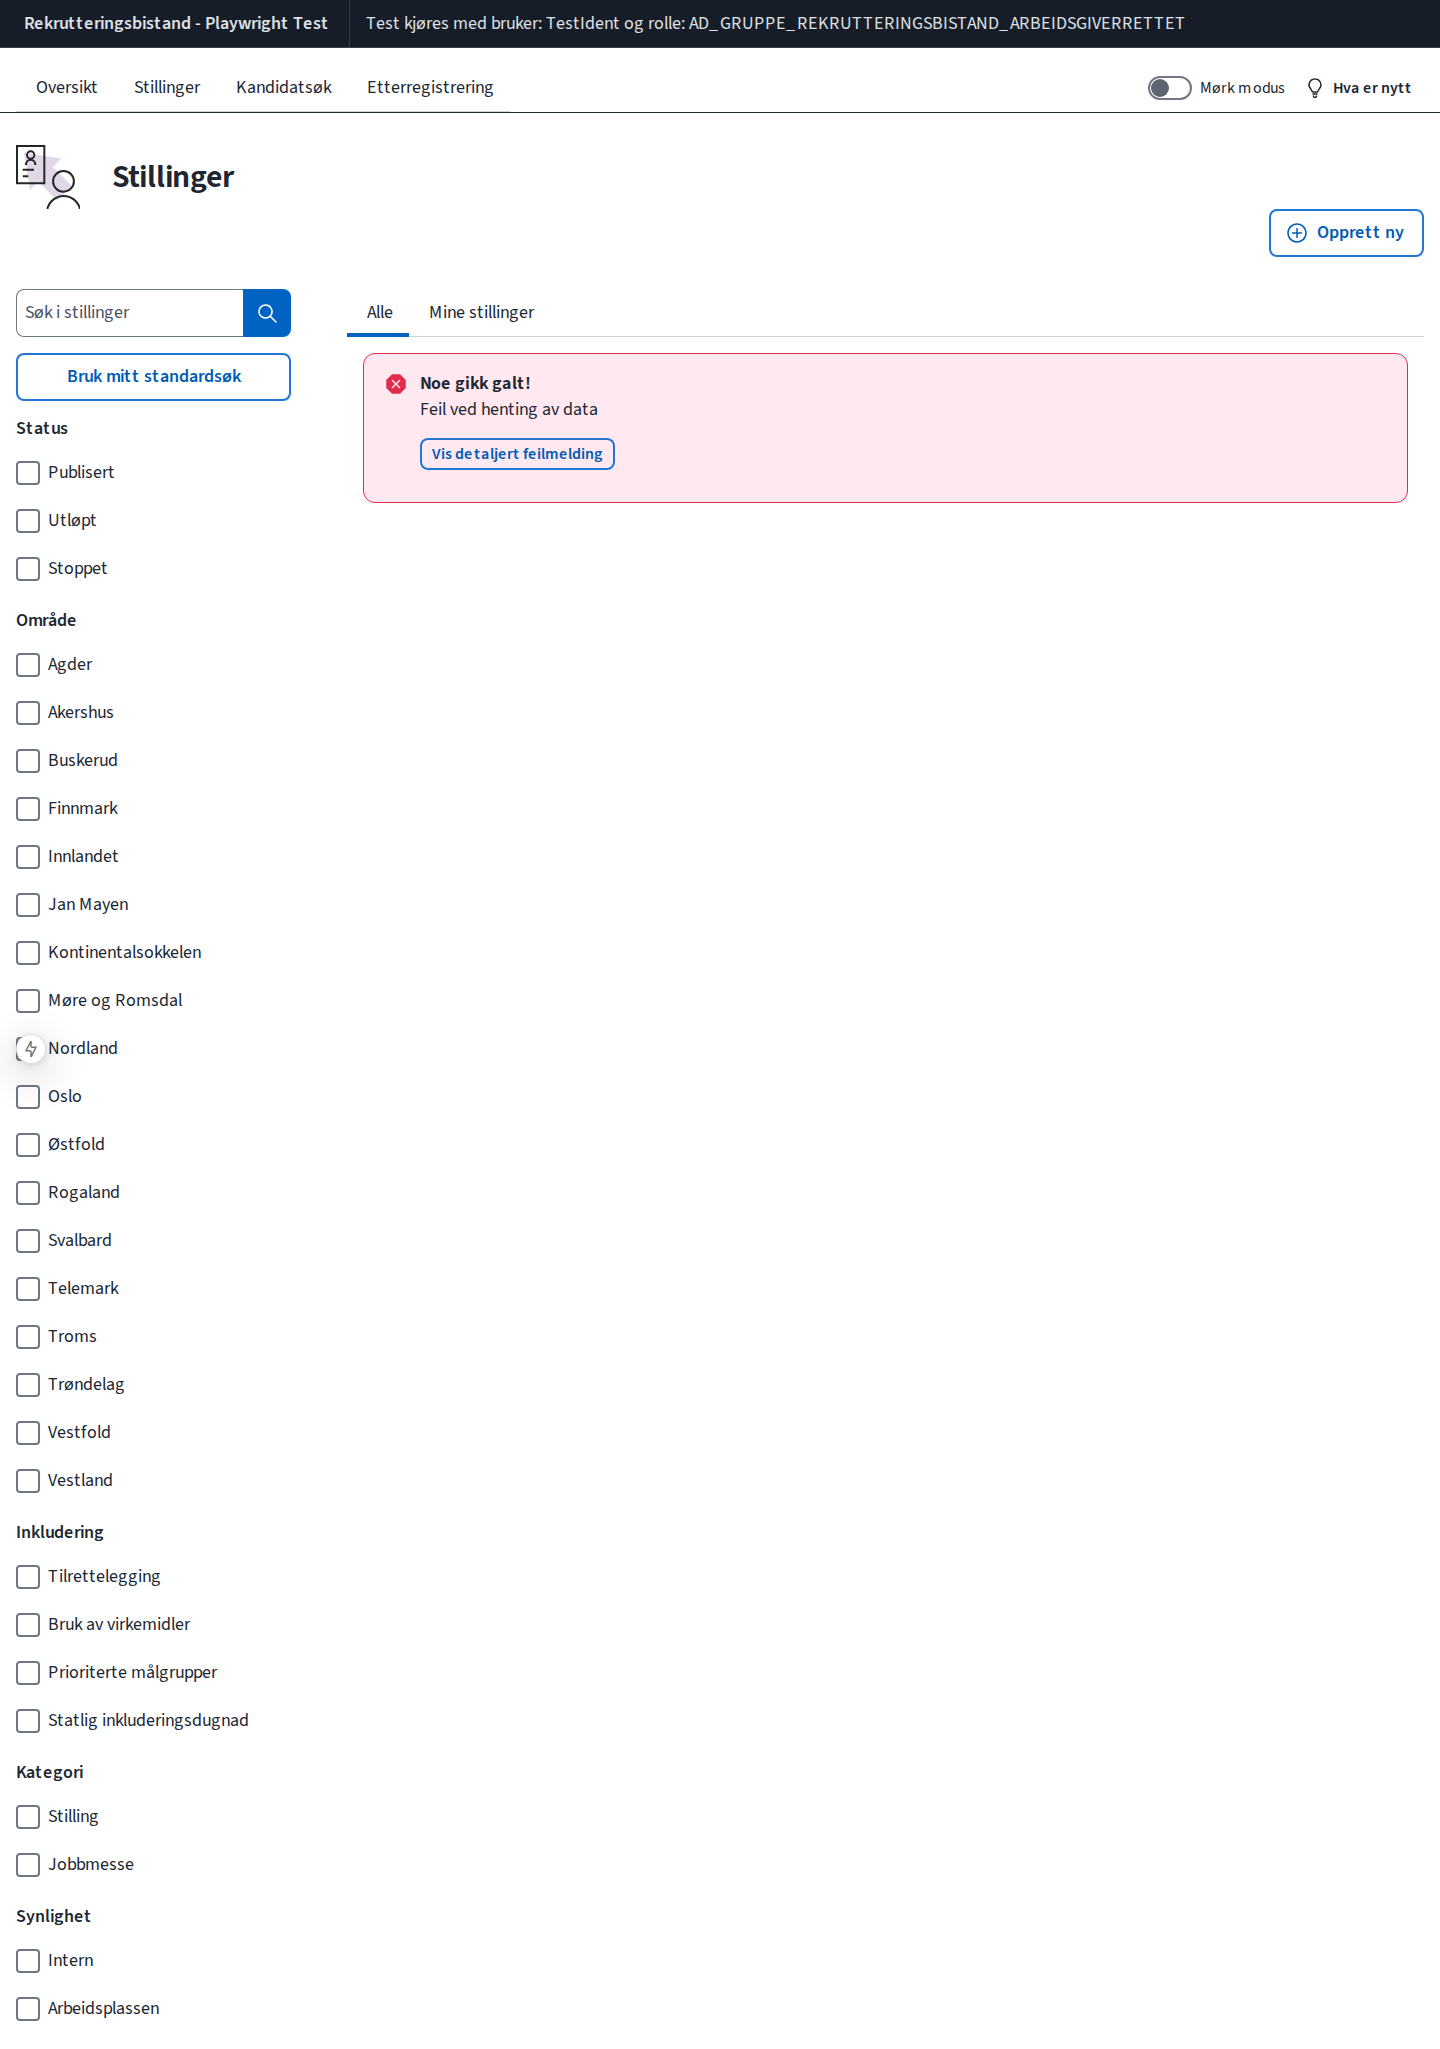 Rekrutteringsbistand - Playwright Test
Test kjøres med bruker: TestIdent og rolle: AD_GRUPPE_REKRUTTERINGSBISTAND_ARBEIDSGIVERRETTET
Oversikt
Stillinger
Kandidatsøk
Etterregistrering
Mørk modus
Hva er nytt
Stillinger
Opprett ny
Søk i stillinger
Alle
Mine stillinger
Bruk mitt standardsøk
Noe gikk galt!
Feil ved henting av data
Vis detaljert feilmelding
Status
Publisert
Utløpt
Stoppet
Område
Agder
Akershus
Buskerud
Finnmark
Innlandet
Jan Mayen
Kontinentalsokkelen
Møre og Romsdal
Nordland
Oslo
Østfold
Rogaland
Svalbard
Telemark
Troms
Trøndelag
Vestfold
Vestland
Inkludering
Tilrettelegging
Bruk av virkemidler
Prioriterte målgrupper
Statlig inkluderingsdugnad
Kategori
Stilling
Jobbmesse
Synlighet
Intern
Arbeidsplassen